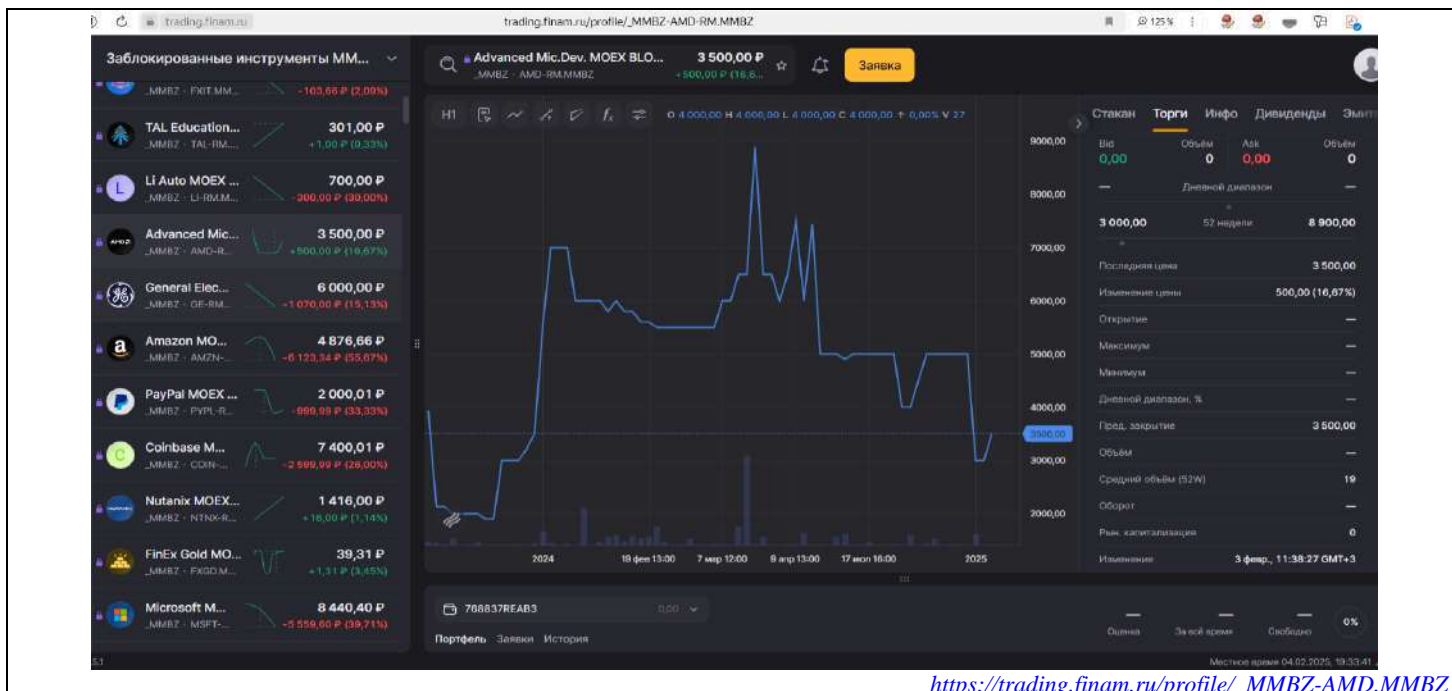 trading.finam.ru
trading.finam.ru/profile/_MMBZ-AMD-RM.MMBZ
125 %
Заблокированные инструменты ММ...
_MMBZ · FXIT.MM... -103,66 ₽ (2,09%)
TAL Education... 301,00 ₽
_MMBZ · TAL-RM.... +1,00 ₽ (0,33%)
Li Auto MOEX ... 700,00 ₽
_MMBZ · LI-RM.M... -300,00 ₽ (30,00%)
Advanced Mic... 3 500,00 ₽
_MMBZ · AMD-R... +500,00 ₽ (16,67%)
General Elec... 6 000,00 ₽
_MMBZ · GE-RM... -1 070,00 ₽ (15,13%)
Amazon MO... 4 876,66 ₽
_MMBZ · AMZN-... -6 123,34 ₽ (55,67%)
PayPal MOEX ... 2 000,01 ₽
_MMBZ · PYPL-R... -999,99 ₽ (33,33%)
Coinbase M... 7 400,01 ₽
_MMBZ · COIN-... -2 599,99 ₽ (26,00%)
Nutanix MOEX... 1 416,00 ₽
_MMBZ · NTNX-R... +16,00 ₽ (1,14%)
FinEx Gold MO... 39,31 ₽
_MMBZ · FXGD.M... +1,31 ₽ (3,45%)
Microsoft M... 8 440,40 ₽
_MMBZ · MSFT-... -5 559,60 ₽ (39,71%)
Advanced Mic.Dev. MOEX BLO... 3 500,00 ₽
_MMBZ · AMD-RM.MMBZ +500,00 ₽ (16,6...
Заявка
H1 O 4 000,00 H 4 000,00 L 4 000,00 C 4 000,00 + 0,00% V 27
9000,00
8000,00
7000,00
6000,00
5000,00
4000,00
3500,00
3000,00
2000,00
2024 19 фев 13:00 7 мар 12:00 9 апр 13:00 17 июл 16:00 2025
Стакан Торги Инфо Дивиденды Эмит
Bid Объём Ask Объём
0,00 0 0,00 0
— Дневной диапазон —
3 000,00 52 недели 8 900,00
Последняя цена 3 500,00
Изменение цены 500,00 (16,67%)
Открытие —
Максимум —
Минимум —
Дневной диапазон, % —
Пред. закрытие 3 500,00
Объём —
Средний объём (52W) 19
Оборот —
Рын. капитализация 0
Изменение 3 февр., 11:38:27 GMT+3
768837REAB3 0,00
Портфель Заявки История
— — — 0%
Оценка За всё время Свободно
Местное время 04.02.2025, 19:33:41
https://trading.finam.ru/profile/_MMBZ-AMD.MMBZ